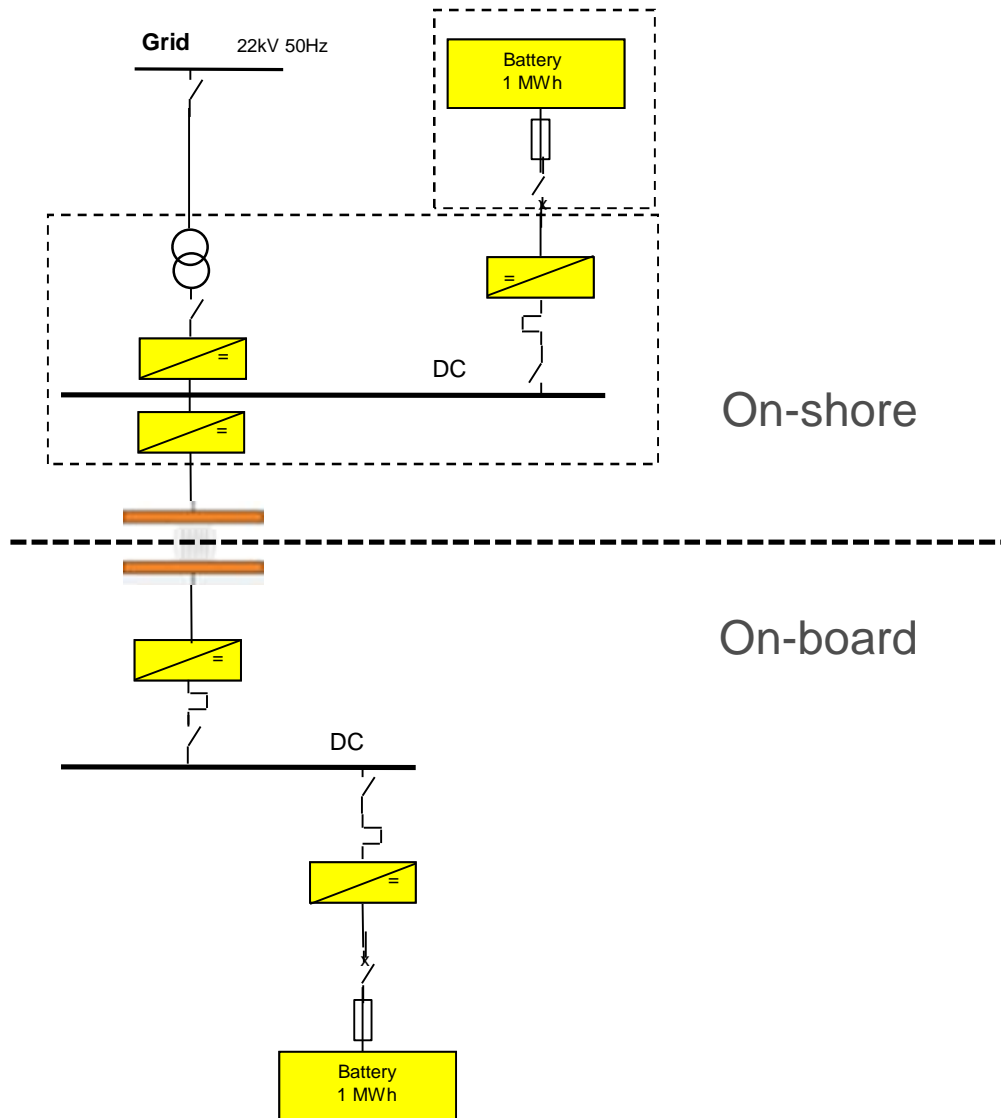 Grid 22kV 50Hz
Battery
1 MWh
=
=
DC
=
On-shore
=
On-board
DC
=
x
Battery
1 MWh